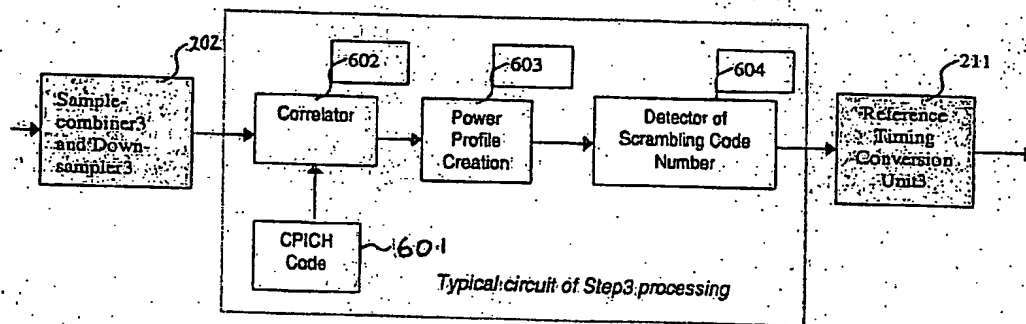 202
Sample-
combiner3
and Down-
sampler3
602
Correlator
603
Power
Profile
Creation
604
Detector of
Scrambling Code
Number
211
Reference
Timing
Conversion
Unit3
CPICH
Code
601
Typical circuit of Step3 processing